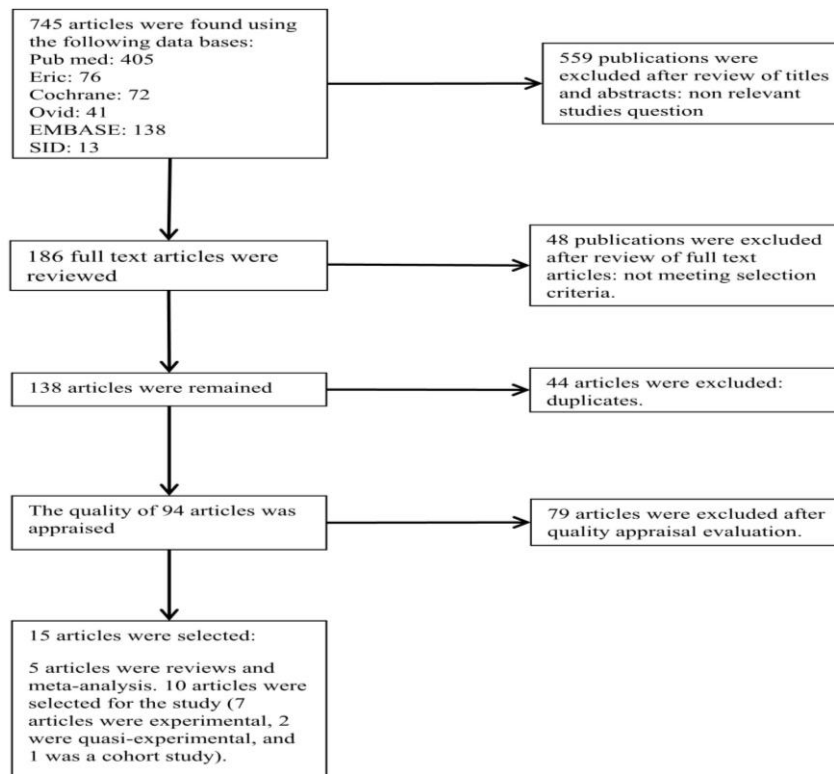 745 articles were found using
the following data bases:
Pub med: 405
Eric: 76
Cochrane: 72
Ovid: 41
EMBASE: 138
SID: 13
559 publications were
excluded after review of titles
and abstracts: non relevant
studies question
186 full text articles were
reviewed
48 publications were excluded
after review of full text
articles: not meeting selection
criteria.
138 articles were remained
44 articles were excluded:
duplicates.
The quality of 94 articles was
appraised
79 articles were excluded after
quality appraisal evaluation.
15 articles were selected:
5 articles were reviews and
meta-analysis. 10 articles were
selected for the study (7
articles were experimental, 2
were quasi-experimental, and
1 was a cohort study).